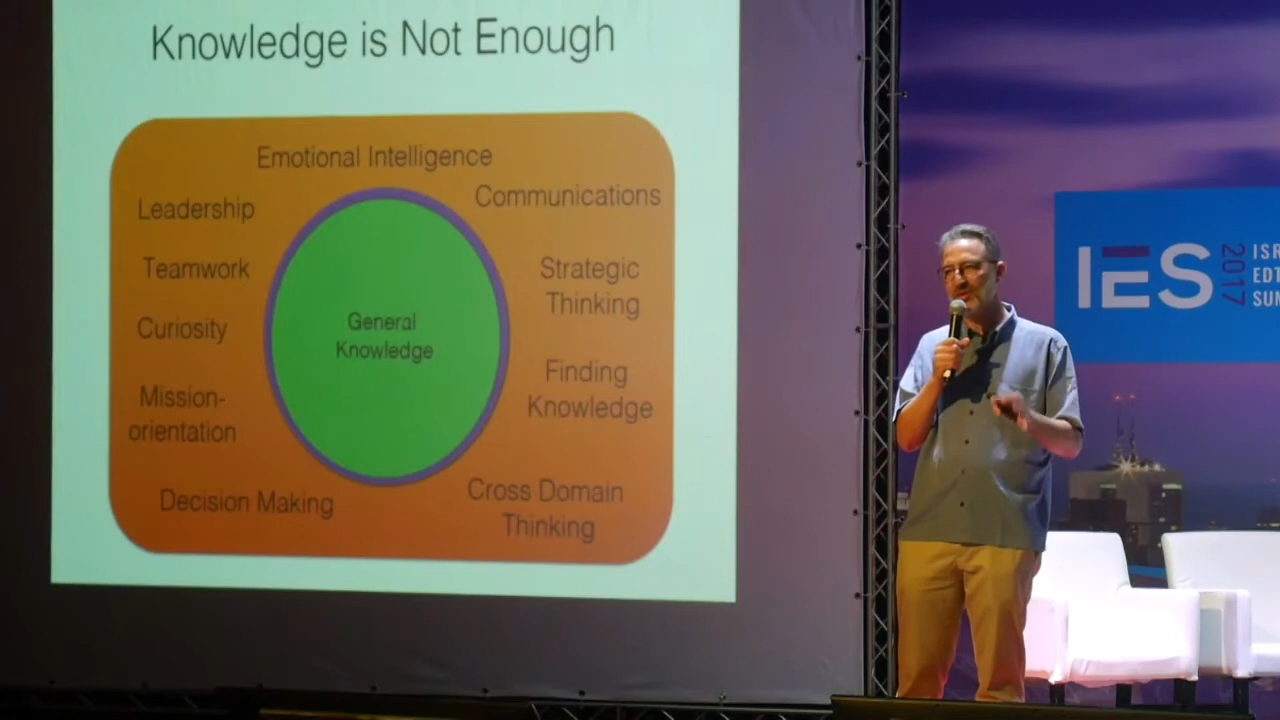 Knowledge is Not Enough
Emotional Intelligence
Communications
Leadership
Teamwork
Strategic
Thinking
Curiosity
General
Knowledge
Finding
Knowledge
Mission-
orientation
Decision Making
Cross Domain
Thinking
IES
2017